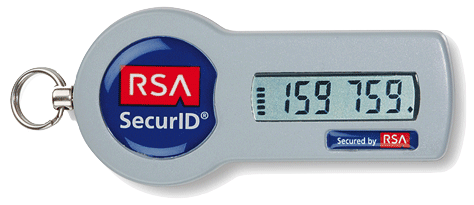 RSA
SecurID®
159 759.
Secured by RSA